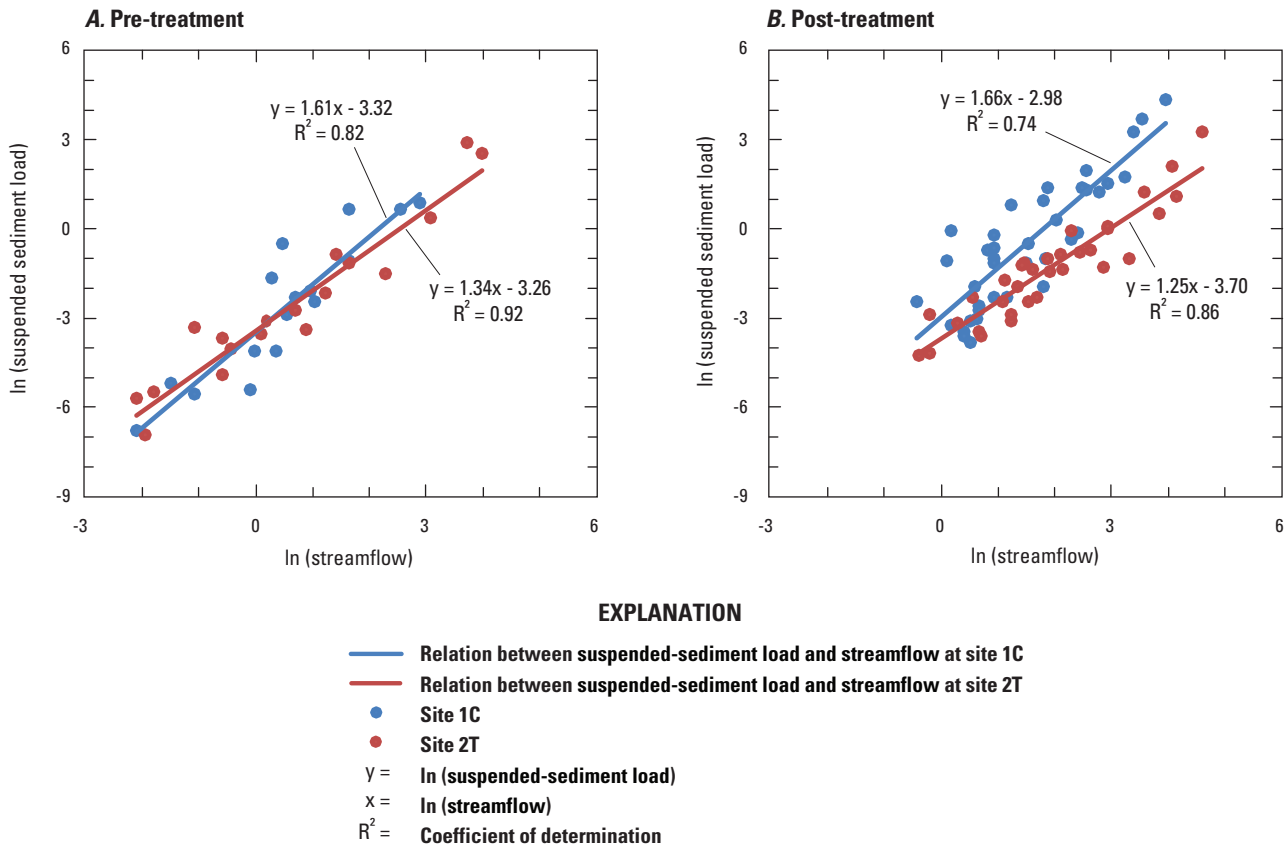 A. Pre-treatment
6
3
0
-3
-6
-9
-3
0
3
6
ln (suspended sediment load)
ln (streamflow)
y = 1.61x - 3.32
R² = 0.82
y = 1.34x - 3.26
R² = 0.92
B. Post-treatment
6
3
0
-3
-6
-9
-3
0
3
6
ln (suspended sediment load)
ln (streamflow)
y = 1.66x - 2.98
R² = 0.74
y = 1.25x - 3.70
R² = 0.86
EXPLANATION
Relation between suspended-sediment load and streamflow at site 1C
Relation between suspended-sediment load and streamflow at site 2T
Site 1C
Site 2T
y = ln (suspended-sediment load)
x = ln (streamflow)
R² = Coefficient of determination